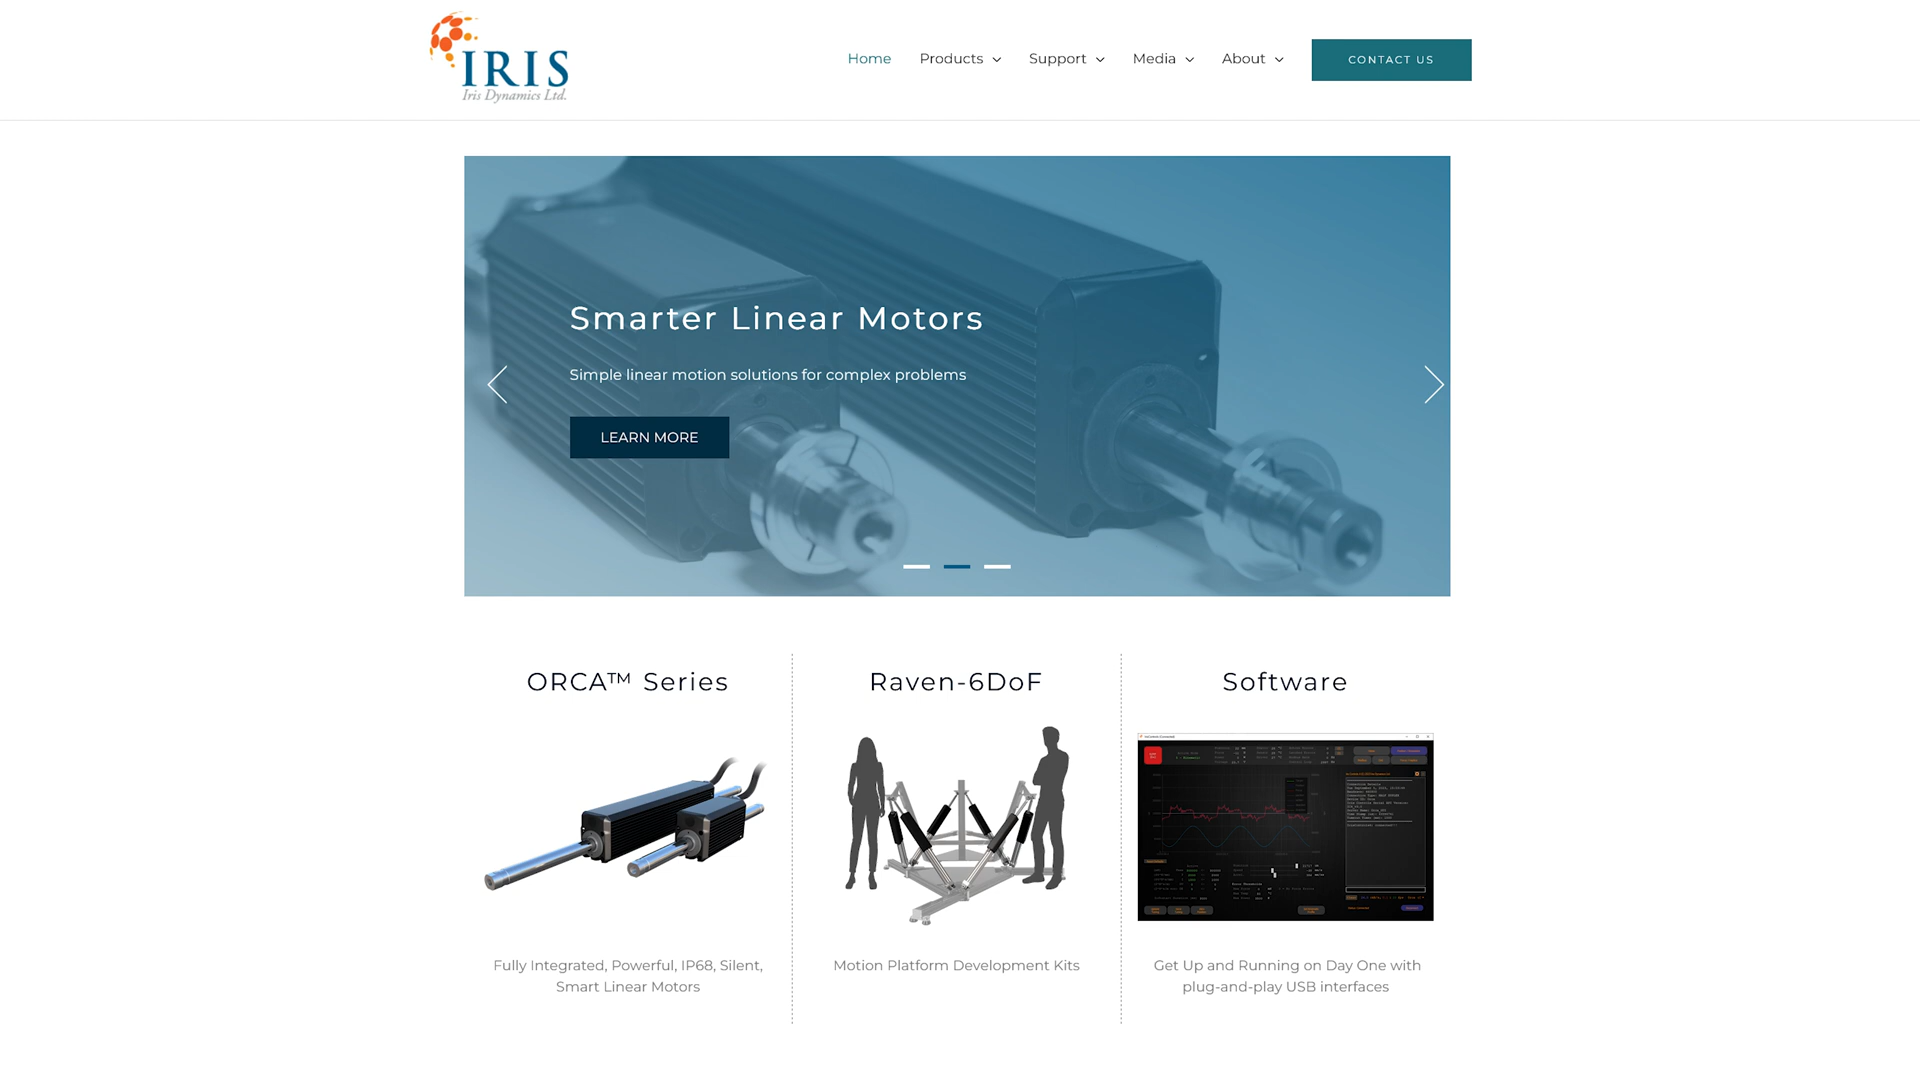 IRIS
Iris Dynamics Ltd.
Home
Products
Support
Media
About
CONTACT US
Smarter Linear Motors
Simple linear motion solutions for complex problems
LEARN MORE
ORCA™ Series
Raven-6DoF
Software
Fully Integrated, Powerful, IP68, Silent,
Smart Linear Motors
Motion Platform Development Kits
Get Up and Running on Day One with
plug-and-play USB interfaces